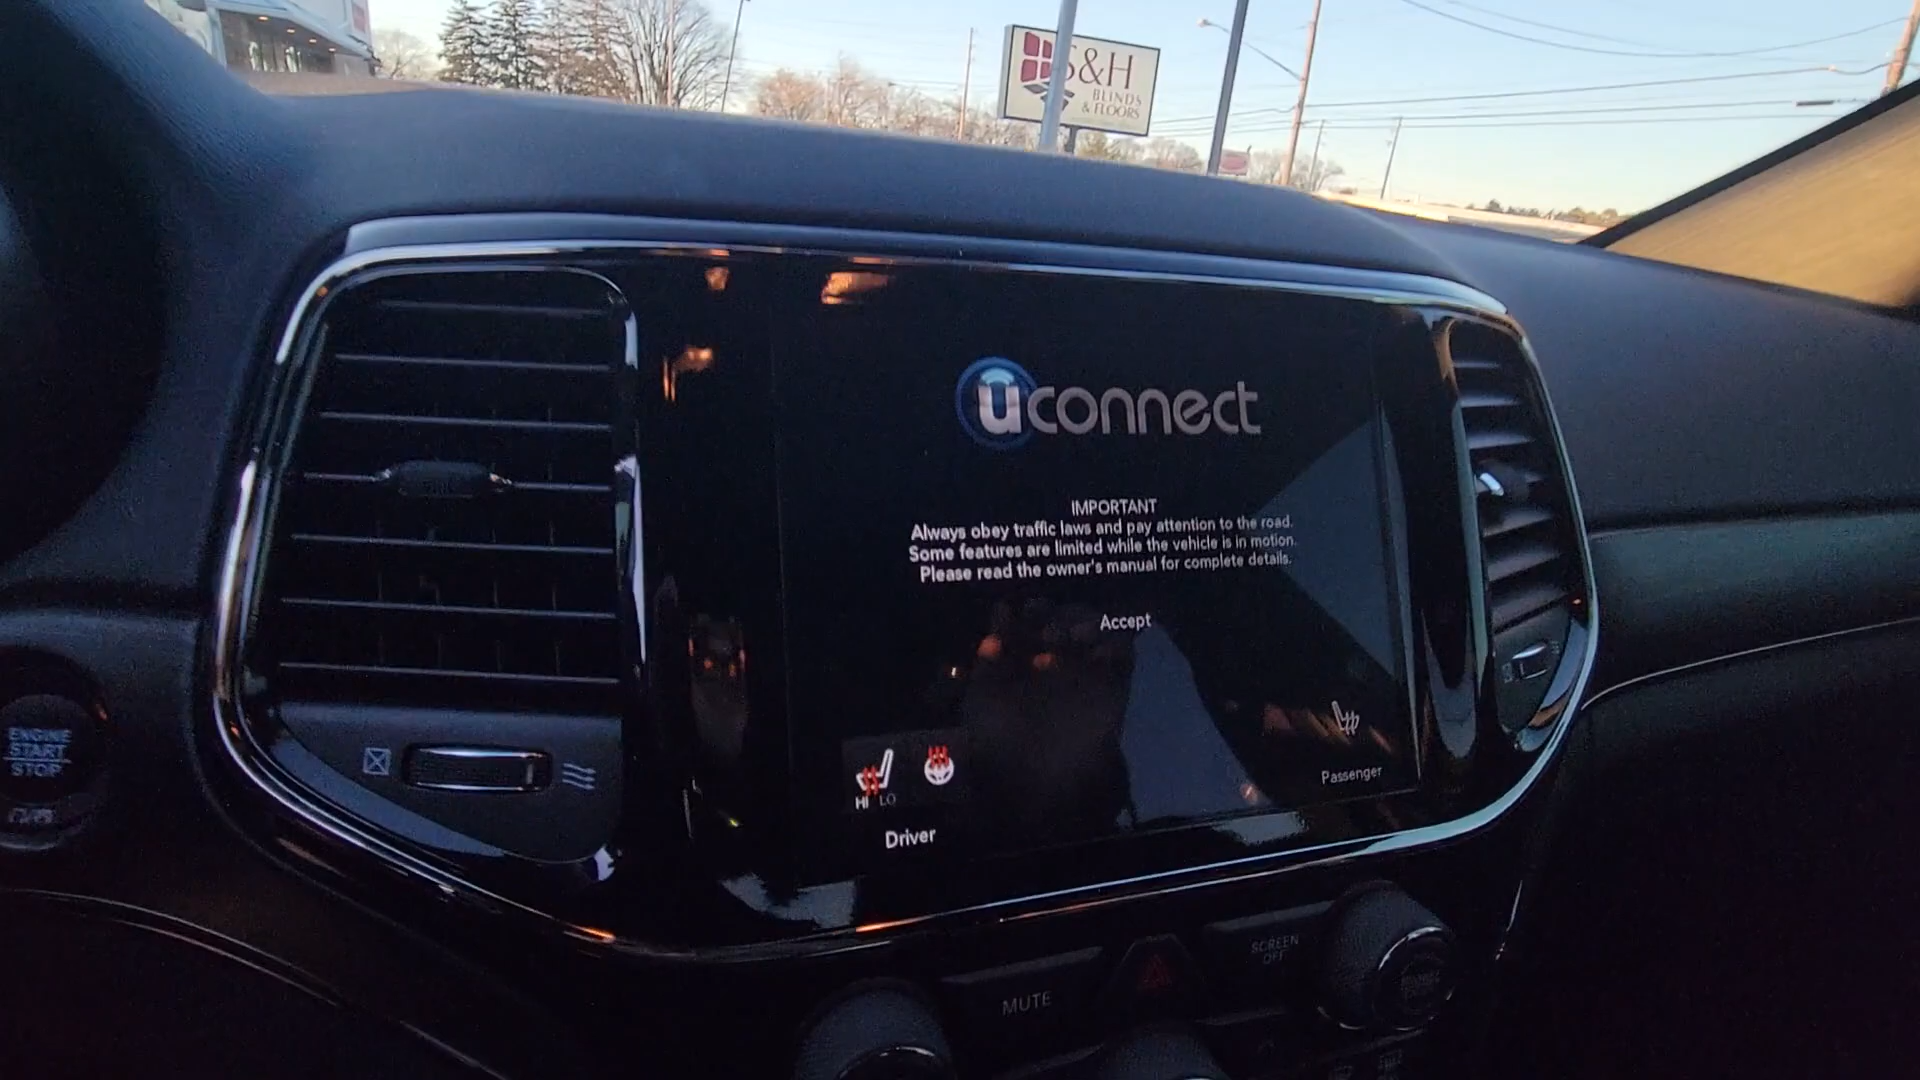 S&H
BLINDS
& FLOORS
uconnect
IMPORTANT
Always obey traffic laws and pay attention to the road.
Some features are limited while the vehicle is in motion.
Please read the owner's manual for complete details.
Accept
HI LO
Driver
Passenger
ENGINE
START
STOP
MUTE
SCREEN
OFF